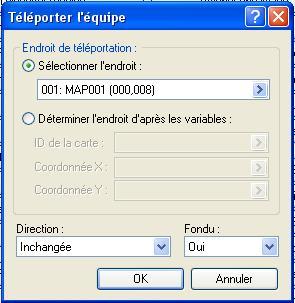 Téléporter l'équipe
Endroit de téléportation :
Sélectionner l'endroit :
001: MAP001 (000,008)
Déterminer l'endroit d'après les variables :
ID de la carte :
Coordonnée X :
Coordonnée Y :
Direction : Fondu :
Inchangée Oui
OK Annuler